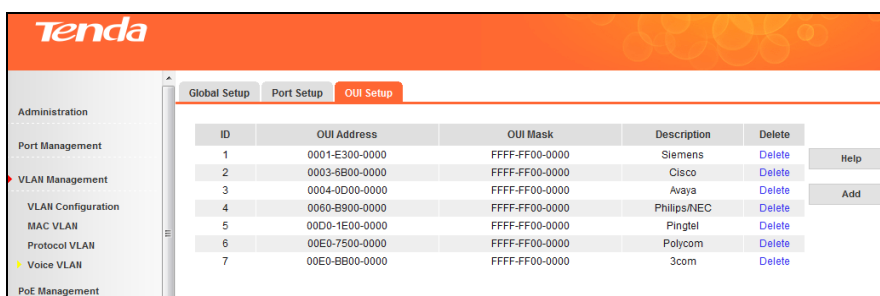 Tenda
Global Setup Port Setup OUI Setup
Administration
Port Management
VLAN Management
VLAN Configuration
MAC VLAN
Protocol VLAN
Voice VLAN
PoE Management
ID OUI Address OUI Mask Description Delete
1 0001-E300-0000 FFFF-FF00-0000 Siemens Delete
2 0003-6B00-0000 FFFF-FF00-0000 Cisco Delete
3 0004-0D00-0000 FFFF-FF00-0000 Avaya Delete
4 0060-B900-0000 FFFF-FF00-0000 Philips/NEC Delete
5 00D0-1E00-0000 FFFF-FF00-0000 Pingtel Delete
6 00E0-7500-0000 FFFF-FF00-0000 Polycom Delete
7 00E0-BB00-0000 FFFF-FF00-0000 3com Delete
Help
Add